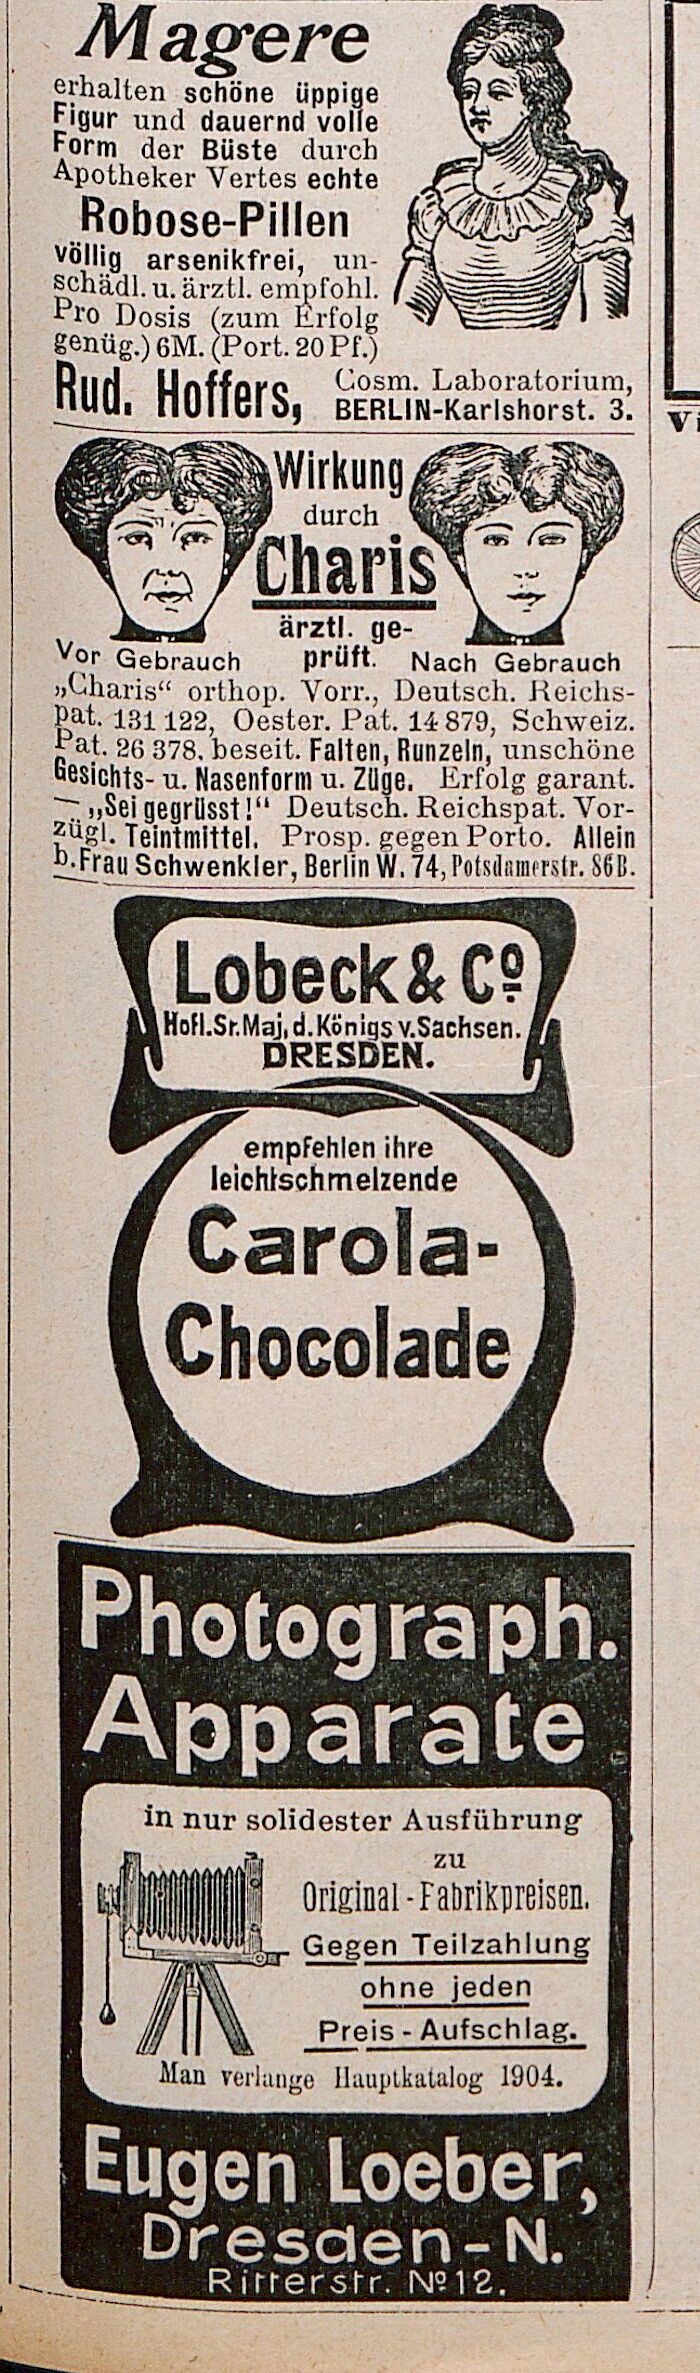 Magere
erhalten schöne üppige
Figur und dauernd volle
Form der Büste durch
Apotheker Vertes echte
Robose-Pillen
völlig arsenikfrei, un-
schädl. u. ärztl. empfohl.
Pro Dosis (zum Erfolg
genüg.) 6M. (Port. 20 Pf.)
Rud. Hoffers, Cosm. Laboratorium,
BERLIN-Karlshorst. 3.
Wirkung
durch
Charis
ärztl. ge-
prüft.
Vor Gebrauch
Nach Gebrauch
„Charis“ orthop. Vorr., Deutsch. Reichs-
pat. 131 122, Oester. Pat. 14 879, Schweiz.
Pat. 26 378, beseit. Falten, Runzeln, unschöne
Gesichts- u. Nasenform u. Züge. Erfolg garant.
— „Sei gegrüsst!“ Deutsch. Reichspat. Vor-
zügl. Teintmittel. Prosp. gegen Porto. Allein
b. Frau Schwenkler, Berlin W. 74, Potsdamerstr. 86B.
Lobeck & Co.
Hofl. Sr. Maj. d. Königs v. Sachsen.
DRESDEN.
empfehlen ihre
leichtschmelzende
Carola-
Chocolade
Photograph.
Apparate
in nur solidester Ausführung
zu
Original-Fabrikpreisen.
Gegen Teilzahlung
ohne jeden
Preis-Aufschlag.
Man verlange Hauptkatalog 1904.
Eugen Loeber,
Dresden-N.
Ritterstr. No 12.
Vi